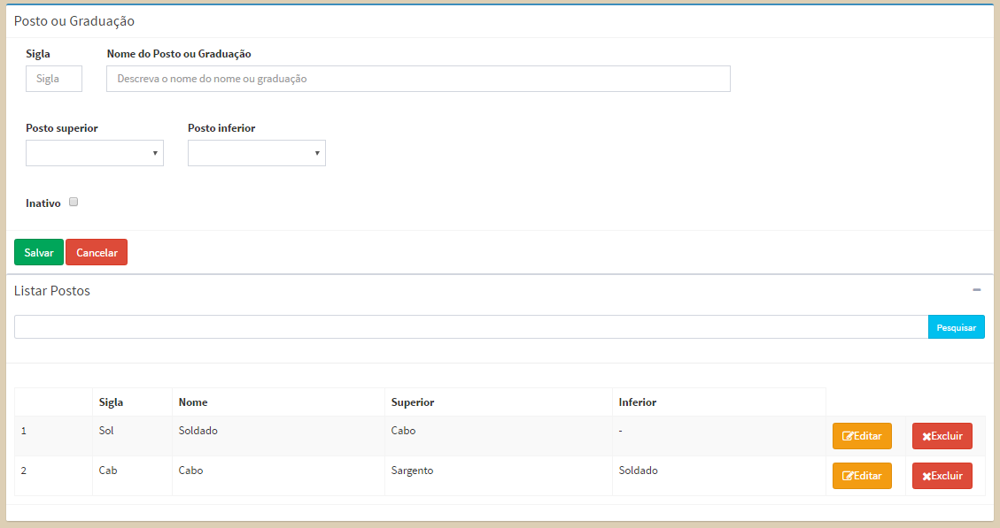 Posto ou Graduação
Sigla Nome do Posto ou Graduação
Sigla Descreva o nome do nome ou graduação
Posto superior Posto inferior
Inativo
Salvar Cancelar
Listar Postos
Pesquisar
Sigla Nome Superior Inferior
1 Sol Soldado Cabo - Editar Excluir
2 Cab Cabo Sargento Soldado Editar Excluir